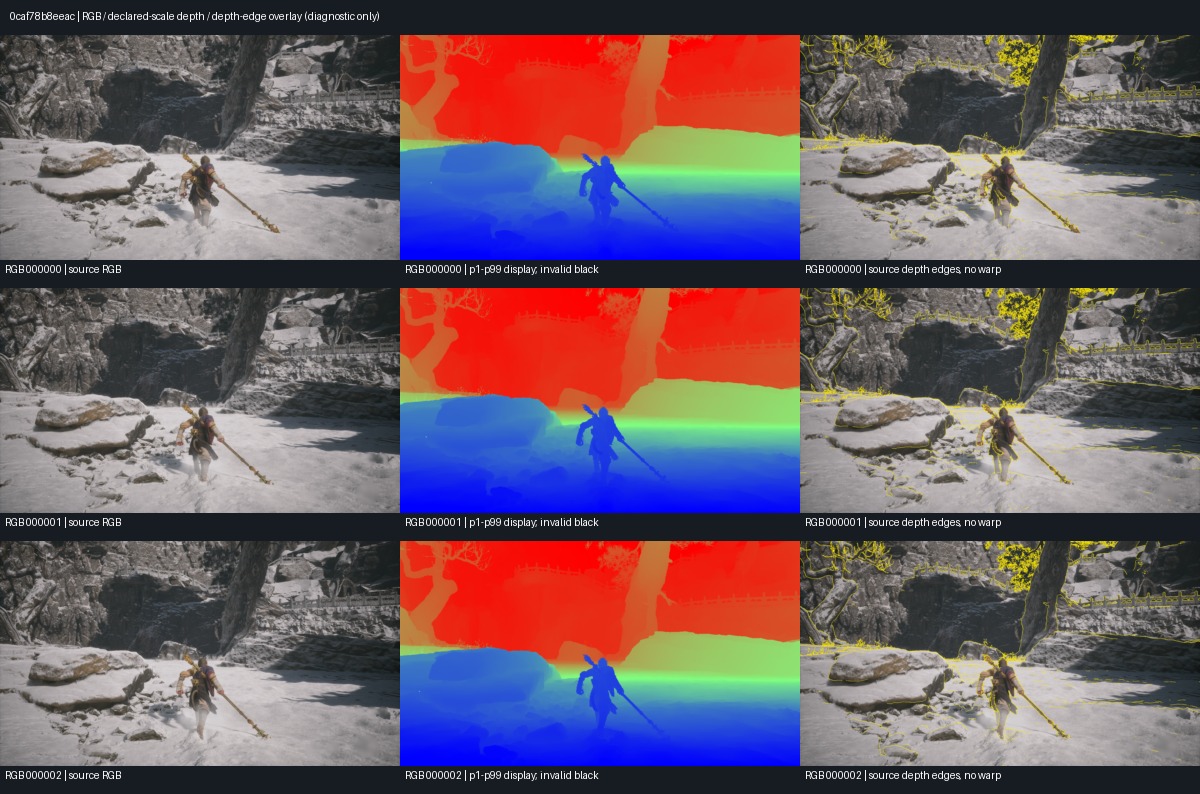 0caf78b8eeac | RGB / declared-scale depth / depth-edge overlay (diagnostic only)
RGB000000 | source RGB
RGB000000 | p1-p99 display; invalid black
RGB000000 | source depth edges, no warp
RGB000001 | source RGB
RGB000001 | p1-p99 display; invalid black
RGB000001 | source depth edges, no warp
RGB000002 | source RGB
RGB000002 | p1-p99 display; invalid black
RGB000002 | source depth edges, no warp